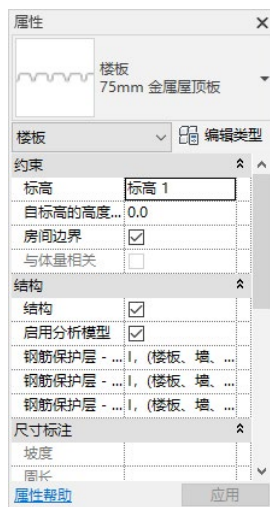 属性
楼板
75mm 金属屋顶板
楼板 编辑类型
约束
标高 标高 1
自标高的高度... 0.0
房间边界
与体量相关
结构
结构
启用分析模型
钢筋保护层 - ... I, (楼板、墙、...
钢筋保护层 - ... I, (楼板、墙、...
钢筋保护层 - ... I, (楼板、墙、...
尺寸标注
坡度
周长
属性帮助 应用